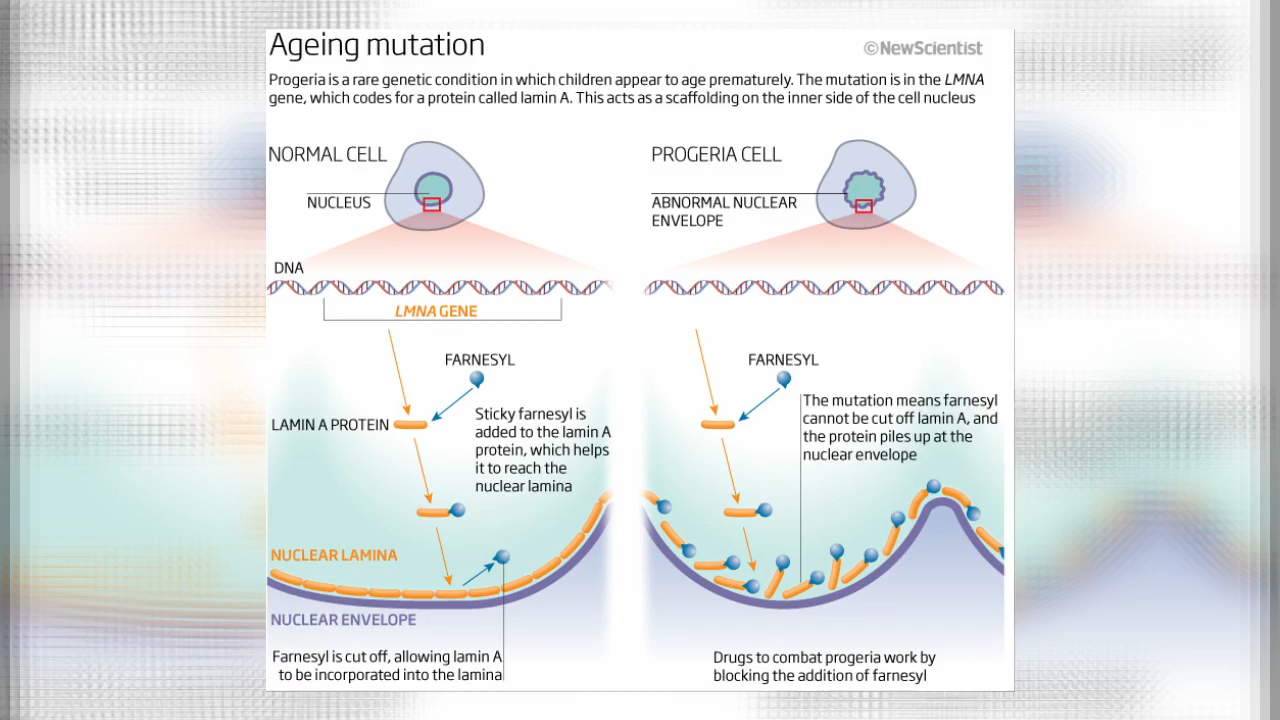 Ageing mutation
©NewScientist
Progeria is a rare genetic condition in which children appear to age prematurely. The mutation is in the LMNA
gene, which codes for a protein called lamin A. This acts as a scaffolding on the inner side of the cell nucleus
NORMAL CELL
NUCLEUS
DNA
LMNA GENE
FARNESYL
LAMIN A PROTEIN
Sticky farnesyl is
added to the lamin A
protein, which helps
it to reach the
nuclear lamina
NUCLEAR LAMINA
NUCLEAR ENVELOPE
Farnesyl is cut off, allowing lamin A
to be incorporated into the lamina
PROGERIA CELL
ABNORMAL NUCLEAR
ENVELOPE
FARNESYL
The mutation means farnesyl
cannot be cut off lamin A, and
the protein piles up at the
nuclear envelope
Drugs to combat progeria work by
blocking the addition of farnesyl